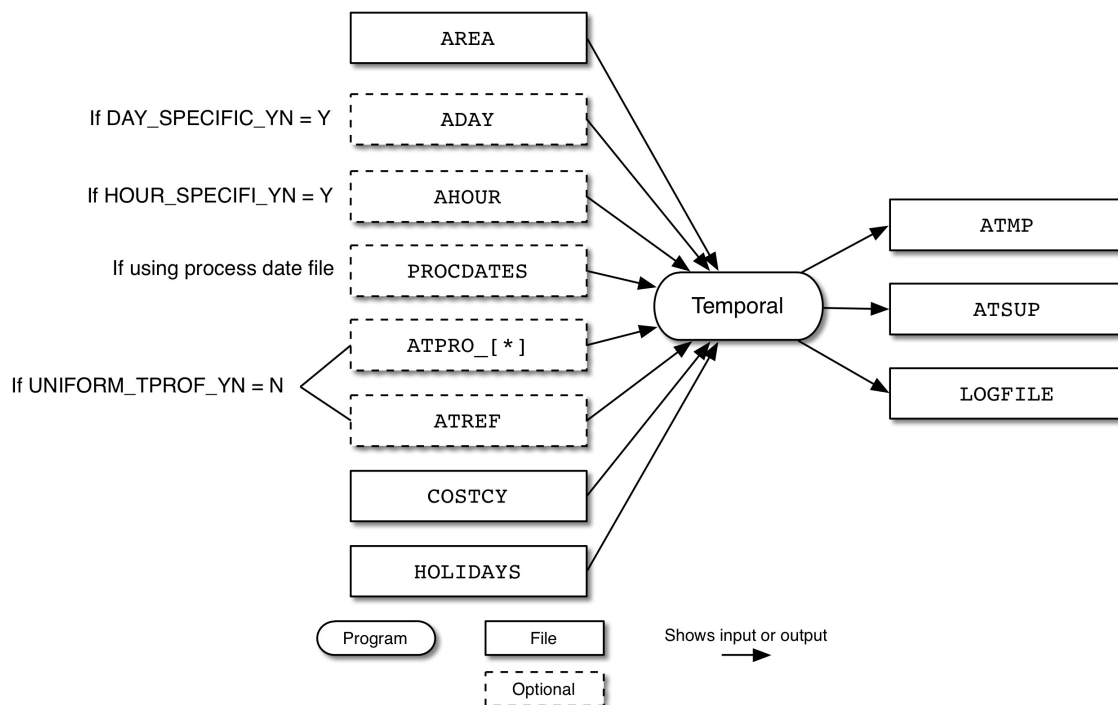 AREA
If DAY_SPECIFIC_YN = Y
ADAY
If HOUR_SPECIFI_YN = Y
AHOUR
If using process date file
PROCDATES
ATPRO_[*]
If UNIFORM_TPROF_YN = N
ATREF
COSTCY
HOLIDAYS
Temporal
ATMP
ATSUP
LOGFILE
Program
File
Shows input or output
Optional